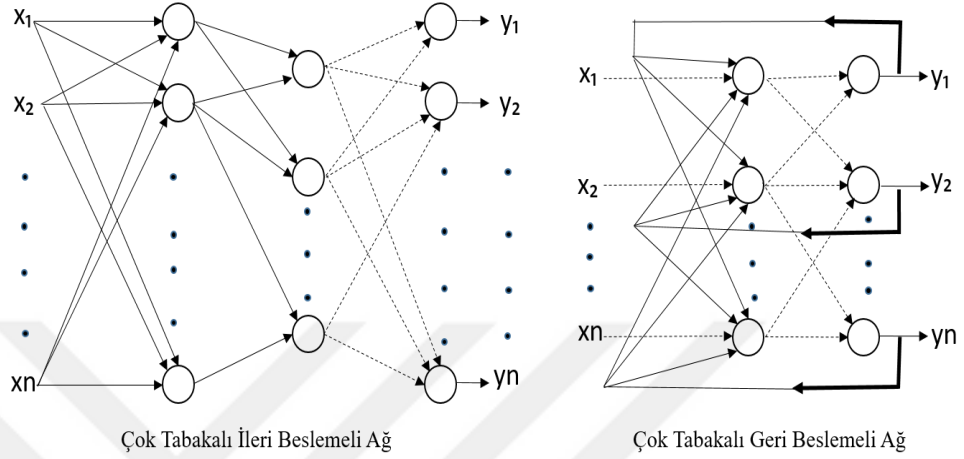 x₁ y₁
x₂ y₂
xn yn
Çok Tabakalı İleri Beslemeli Ağ
x₁ y₁
x₂ y₂
xn yn
Çok Tabakalı Geri Beslemeli Ağ